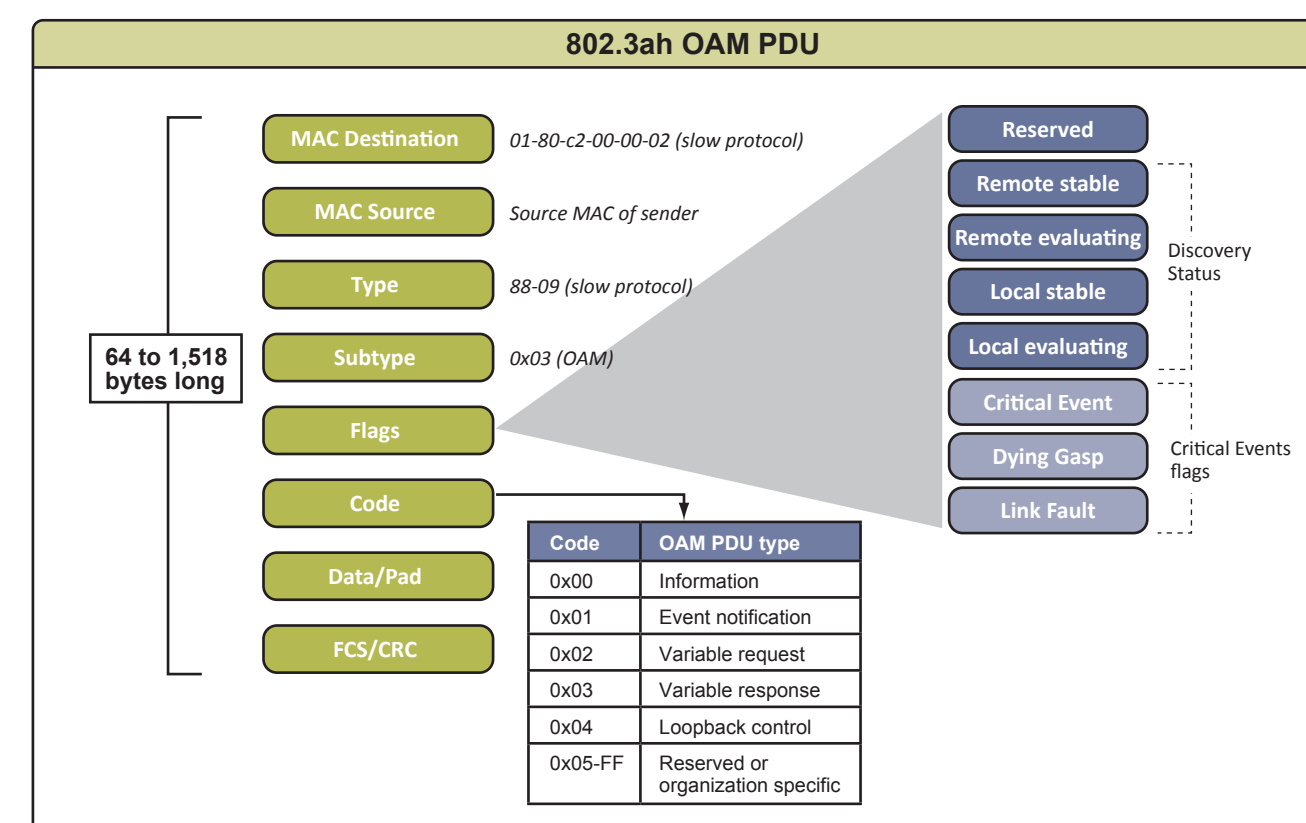 802.3ah OAM PDU
64 to 1,518
bytes long
MAC Destination
01-80-c2-00-00-02 (slow protocol)
MAC Source
Source MAC of sender
Type
88-09 (slow protocol)
Subtype
0x03 (OAM)
Flags
Code
Data/Pad
FCS/CRC
Code OAM PDU type
0x00 Information
0x01 Event notification
0x02 Variable request
0x03 Variable response
0x04 Loopback control
0x05-FF Reserved or
organization specific
Reserved
Remote stable
Remote evaluating
Local stable
Local evaluating
Discovery
Status
Critical Event
Dying Gasp
Link Fault
Critical Events
flags